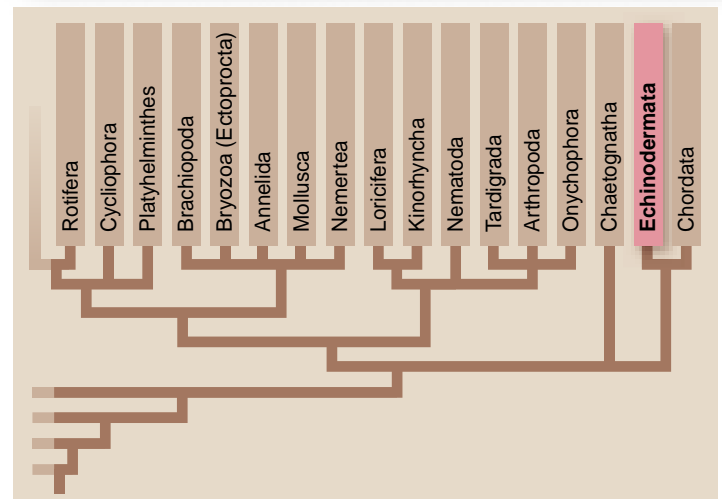 Rotifera
Cycliophora
Platyhelminthes
Brachiopoda
Bryozoa (Ectoprocta)
Annelida
Mollusca
Nemertea
Loricifera
Kinorhyncha
Nematoda
Tardigrada
Arthropoda
Onychophora
Chaetognatha
Echinodermata
Chordata